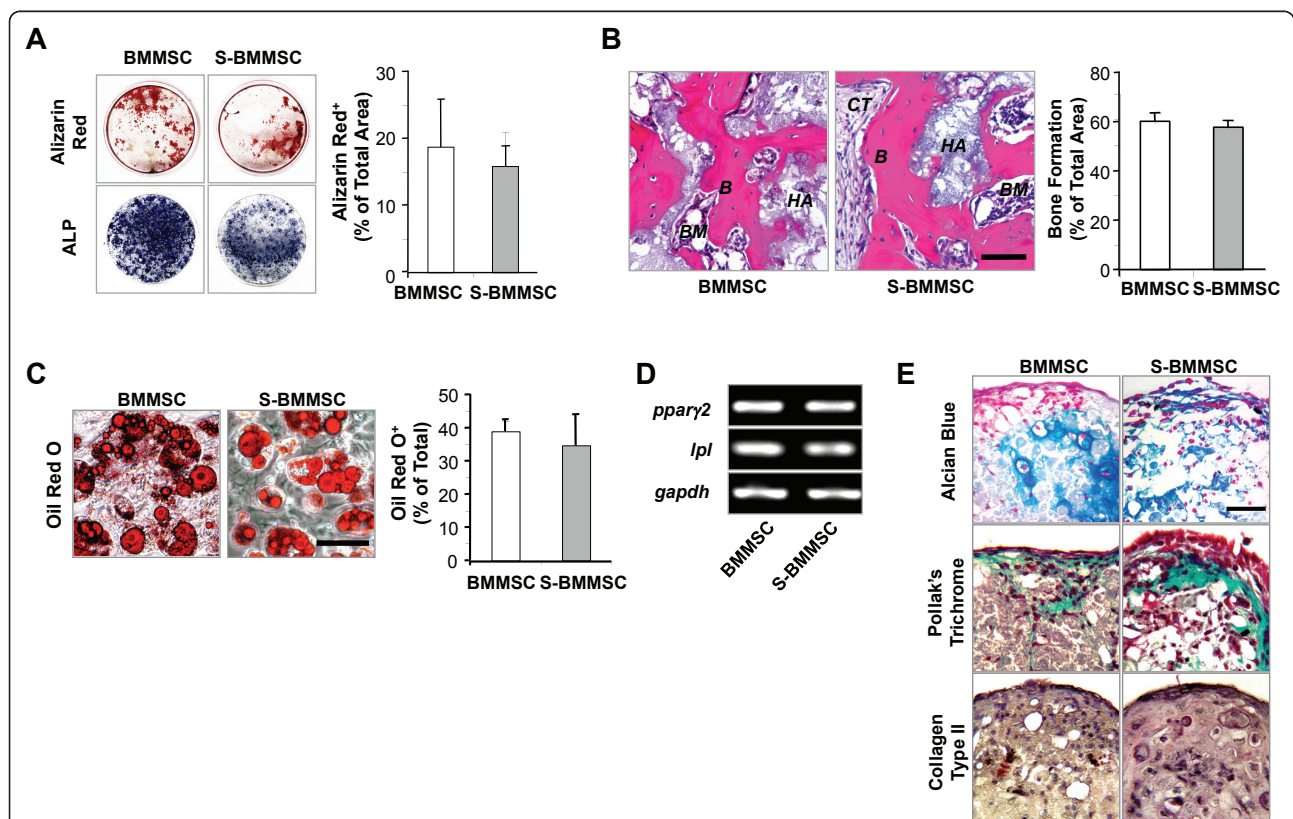 A
BMMSC S-BMMSC
Alizarin Red
ALP
Alizarin Red+
(% of Total Area)
30
20
10
0
BMMSC S-BMMSC
B
CT
B
HA
BM
B
HA
BM
BMMSC S-BMMSC
Bone Formation
(% of Total Area)
80
60
40
20
0
BMMSC S-BMMSC
C
BMMSC S-BMMSC
Oil Red O
Oil Red O+
(% of Total)
50
40
30
20
10
0
BMMSC S-BMMSC
D
pparγ2
lpl
gapdh
BMMSC
S-BMMSC
E
BMMSC S-BMMSC
Alcian Blue
Pollak's
Trichrome
Collagen
Type II